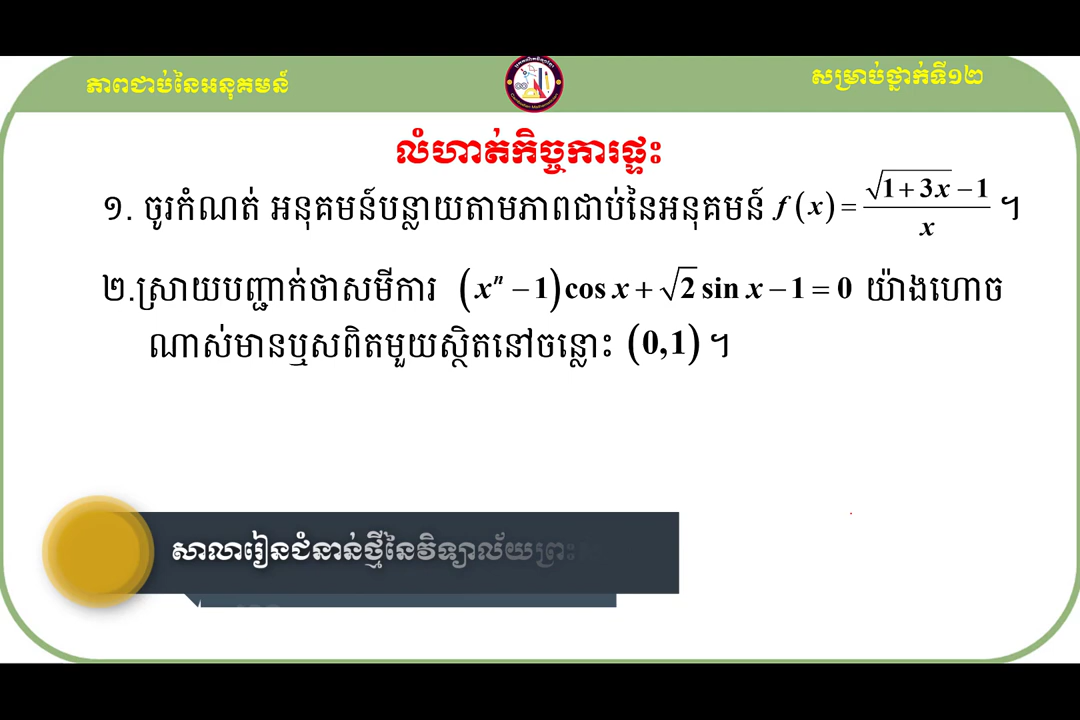 ភាពជាប់នៃអនុគមន៍
សម្រាប់ថ្នាក់ទី១២
លំហាត់កិច្ចការផ្ទះ
១. ចូរកំណត់ អនុគមន៍បន្លាយតាមភាពជាប់នៃអនុគមន៍ f(x) = (√(1+3x) − 1)/x ។
២.ស្រាយបញ្ជាក់ថាសមីការ (xⁿ − 1)cos x + √2 sin x − 1 = 0 យ៉ាងហោច
ណាស់មានឬសពិតមួយស្ថិតនៅចន្លោះ (0,1) ។
សាលារៀនជំនាន់ថ្មីនៃវិទ្យាល័យព្រះ